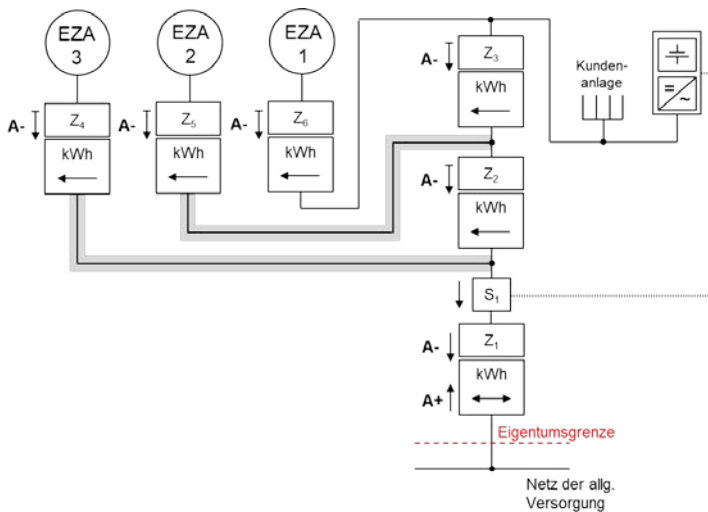 EZA
3
EZA
2
EZA
1
A-
Z₃
kWh
Kunden-
anlage
=
~
A-
Z₄
kWh
A-
Z₅
kWh
A-
Z₆
kWh
A-
Z₂
kWh
S₁
A-
Z₁
A+
kWh
Eigentumsgrenze
Netz der allg.
Versorgung